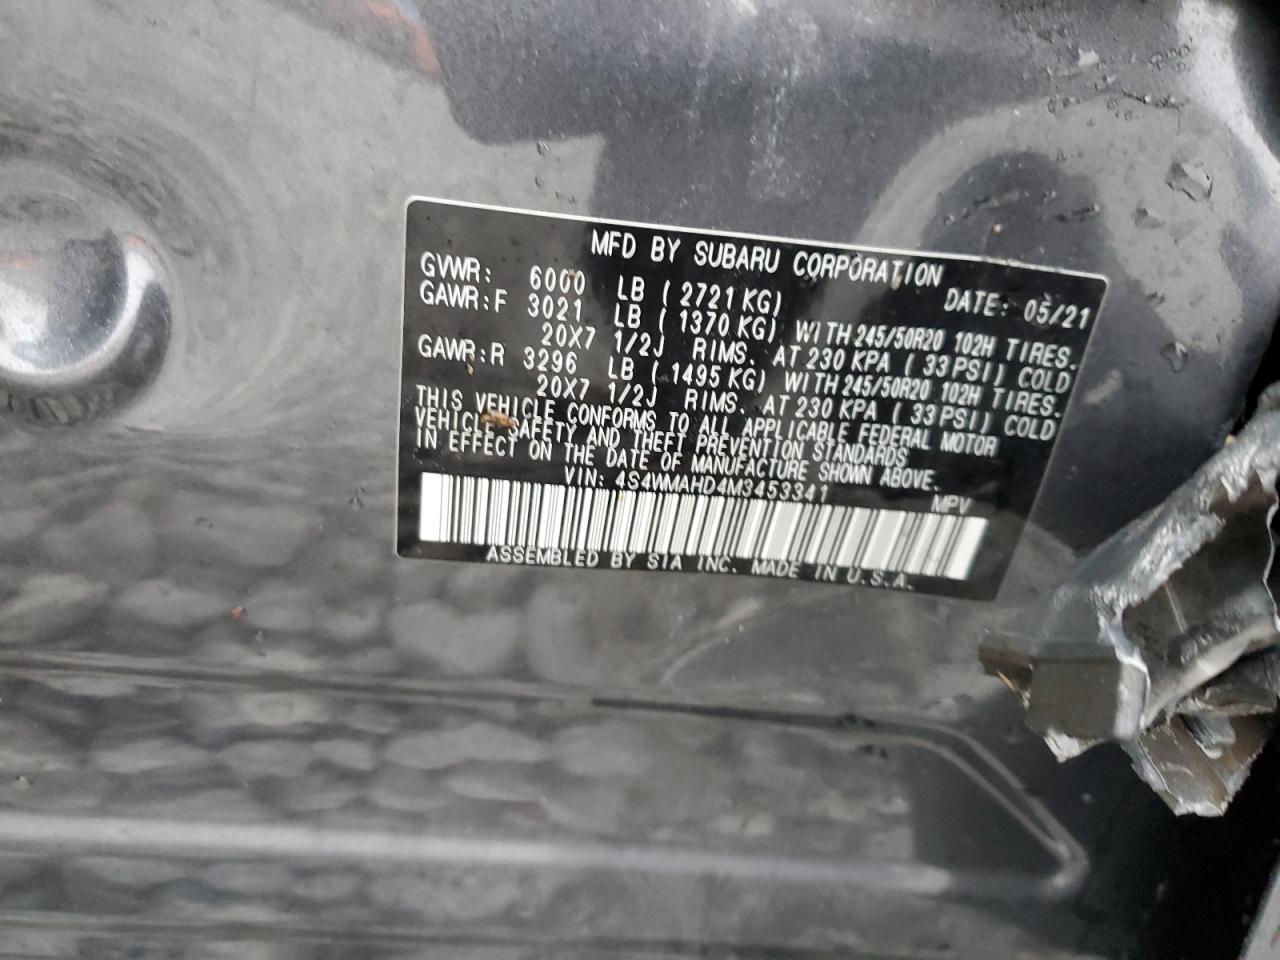 MFD BY SUBARU CORPORATION
DATE: 05/21
GVWR: 6000 LB ( 2721 KG)
GAWR:F 3021 LB ( 1370 KG) WITH 245/50R20 102H TIRES.
20X7 1/2J RIMS. AT 230 KPA ( 33 PSI) COLD
GAWR:R 3296 LB ( 1495 KG) WITH 245/50R20 102H TIRES.
20X7 1/2J RIMS. AT 230 KPA ( 33 PSI) COLD
THIS VEHICLE CONFORMS TO ALL APPLICABLE FEDERAL MOTOR
VEHICLE SAFETY AND THEFT PREVENTION STANDARDS
IN EFFECT ON THE DATE OF MANUFACTURE SHOWN ABOVE.
VIN: 4S4WMAHD4M3453341 MPV
ASSEMBLED BY SIA INC. MADE IN U.S.A.